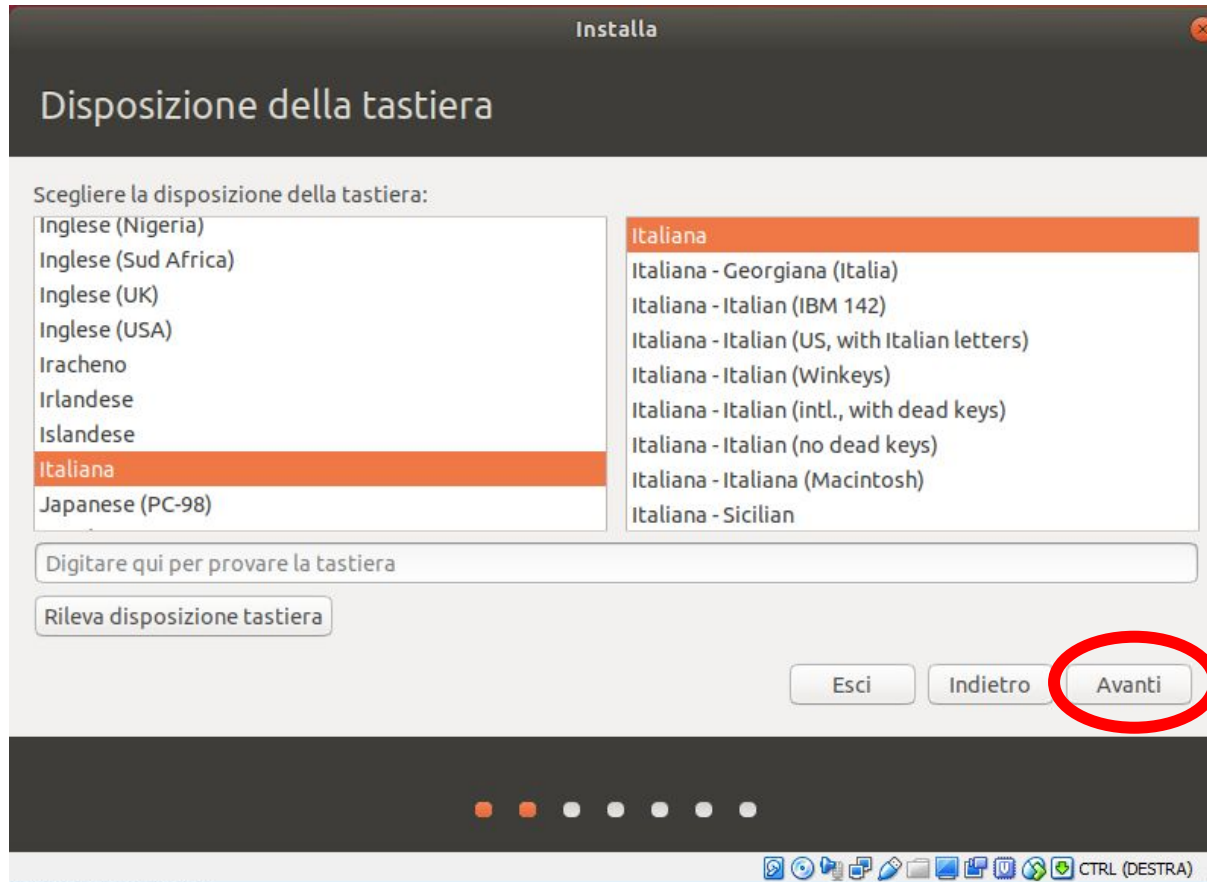 Installa
Disposizione della tastiera
Scegliere la disposizione della tastiera:
Inglese (Nigeria)
Inglese (Sud Africa)
Inglese (UK)
Inglese (USA)
Iracheno
Irlandese
Islandese
Italiana
Japanese (PC-98)
Italiana
Italiana - Georgiana (Italia)
Italiana - Italian (IBM 142)
Italiana - Italian (US, with Italian letters)
Italiana - Italian (Winkeys)
Italiana - Italian (intl., with dead keys)
Italiana - Italian (no dead keys)
Italiana - Italiana (Macintosh)
Italiana - Sicilian
Digitare qui per provare la tastiera
Rileva disposizione tastiera
Esci Indietro Avanti
CTRL (DESTRA)